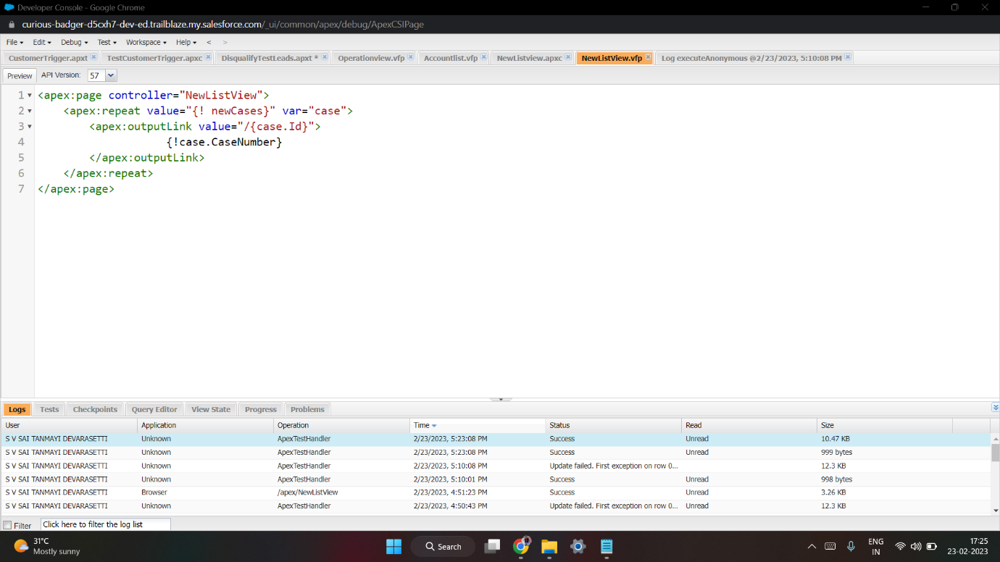 Developer Console - Google Chrome
curious-badger-d5cxh7-dev-ed.trailblaze.my.salesforce.com/_ui/common/apex/debug/ApexCSIPage
File Edit Debug Test Workspace Help < >
CustomerTrigger.apxt TestCustomerTrigger.apxc DisqualifyTestLeads.apxt * Operationview.vfp Accountlist.vfp NewListview.apxc NewListView.vfp Log executeAnonymous @2/23/2023, 5:10:08 PM
Preview API Version: 57
1 <apex:page controller="NewListView">
2 <apex:repeat value="{! newCases}" var="case">
3 <apex:outputLink value="/{case.Id}">
4 {!case.CaseNumber}
5 </apex:outputLink>
6 </apex:repeat>
7 </apex:page>
Logs Tests Checkpoints Query Editor View State Progress Problems
User Application Operation Time Status Read Size
S V SAI TANMAYI DEVARASETTI Unknown ApexTestHandler 2/23/2023, 5:23:08 PM Success Unread 10.47 KB
S V SAI TANMAYI DEVARASETTI Unknown ApexTestHandler 2/23/2023, 5:23:08 PM Success Unread 999 bytes
S V SAI TANMAYI DEVARASETTI Unknown ApexTestHandler 2/23/2023, 5:10:08 PM Update failed. First exception on row 0... 12.3 KB
S V SAI TANMAYI DEVARASETTI Unknown ApexTestHandler 2/23/2023, 5:10:01 PM Success Unread 998 bytes
S V SAI TANMAYI DEVARASETTI Browser /apex/NewListView 2/23/2023, 4:51:23 PM Success Unread 3.26 KB
S V SAI TANMAYI DEVARASETTI Unknown ApexTestHandler 2/23/2023, 4:50:43 PM Update failed. First exception on row 0... Unread 12.3 KB
Filter Click here to filter the log list
31°C
Mostly sunny
Search
ENG
IN
17:25
23-02-2023